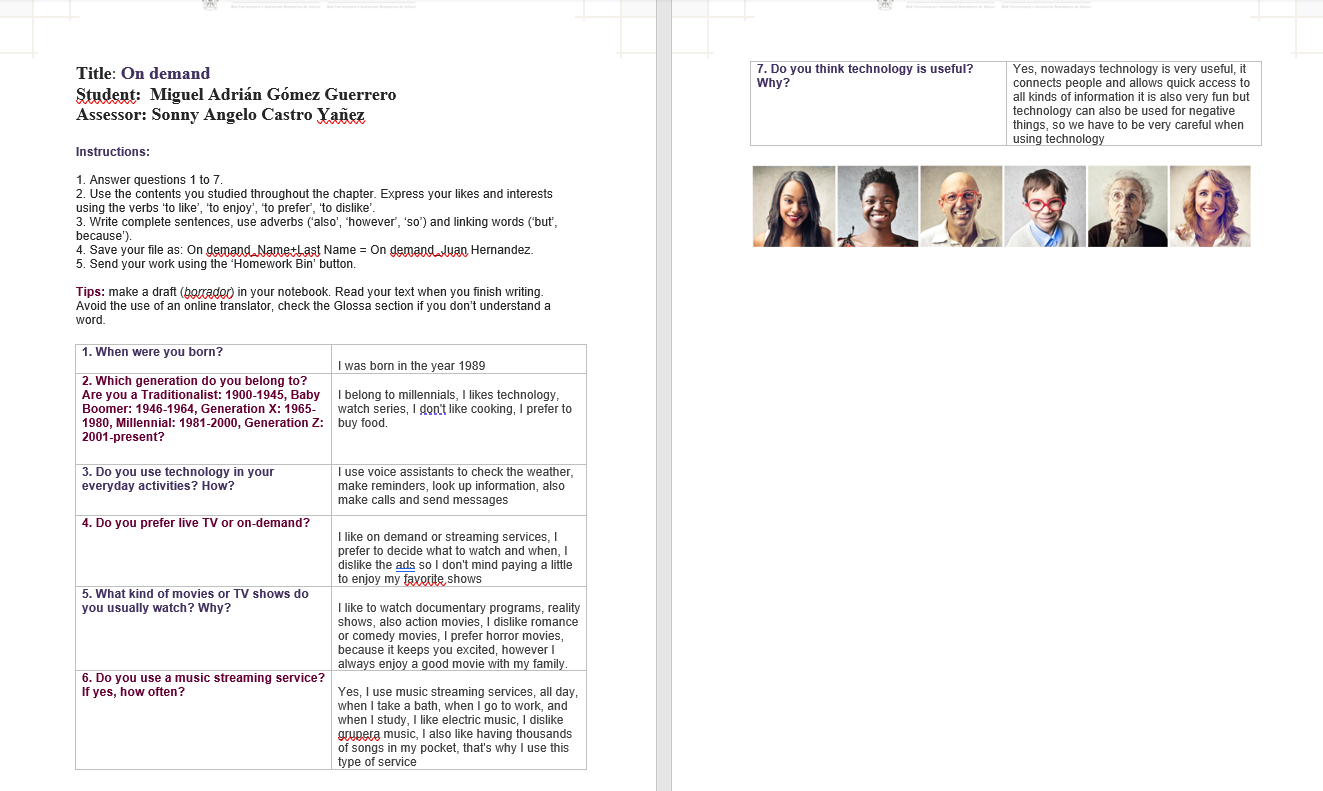 Title: On demand
Student: Miguel Adrián Gómez Guerrero
Assessor: Sonny Angelo Castro Yañez
Instructions:
1. Answer questions 1 to 7.
2. Use the contents you studied throughout the chapter. Express your likes and interests
using the verbs ‘to like’, ‘to enjoy’, ‘to prefer’, ‘to dislike’.
3. Write complete sentences, use adverbs (‘also’, ‘however’, ‘so’) and linking words (‘but’,
because’).
4. Save your file as: On demand_Name+Last Name = On demand_Juan Hernandez.
5. Send your work using the ‘Homework Bin’ button.
Tips: make a draft (borrador) in your notebook. Read your text when you finish writing.
Avoid the use of an online translator, check the Glossa section if you don’t understand a
word.
1. When were you born?
I was born in the year 1989
2. Which generation do you belong to?
Are you a Traditionalist: 1900-1945, Baby
Boomer: 1946-1964, Generation X: 1965-
1980, Millennial: 1981-2000, Generation Z:
2001-present?
I belong to millennials, I likes technology,
watch series, I don't like cooking, I prefer to
buy food.
3. Do you use technology in your
everyday activities? How?
I use voice assistants to check the weather,
make reminders, look up information, also
make calls and send messages
4. Do you prefer live TV or on-demand?
I like on demand or streaming services, I
prefer to decide what to watch and when, I
dislike the ads so I don't mind paying a little
to enjoy my favorite shows
5. What kind of movies or TV shows do
you usually watch? Why?
I like to watch documentary programs, reality
shows, also action movies, I dislike romance
or comedy movies, I prefer horror movies,
because it keeps you excited, however I
always enjoy a good movie with my family.
6. Do you use a music streaming service?
If yes, how often?
Yes, I use music streaming services, all day,
when I take a bath, when I go to work, and
when I study, I like electric music, I dislike
grupera music, I also like having thousands
of songs in my pocket, that's why I use this
type of service
7. Do you think technology is useful?
Why?
Yes, nowadays technology is very useful, it
connects people and allows quick access to
all kinds of information it is also very fun but
technology can also be used for negative
things, so we have to be very careful when
using technology